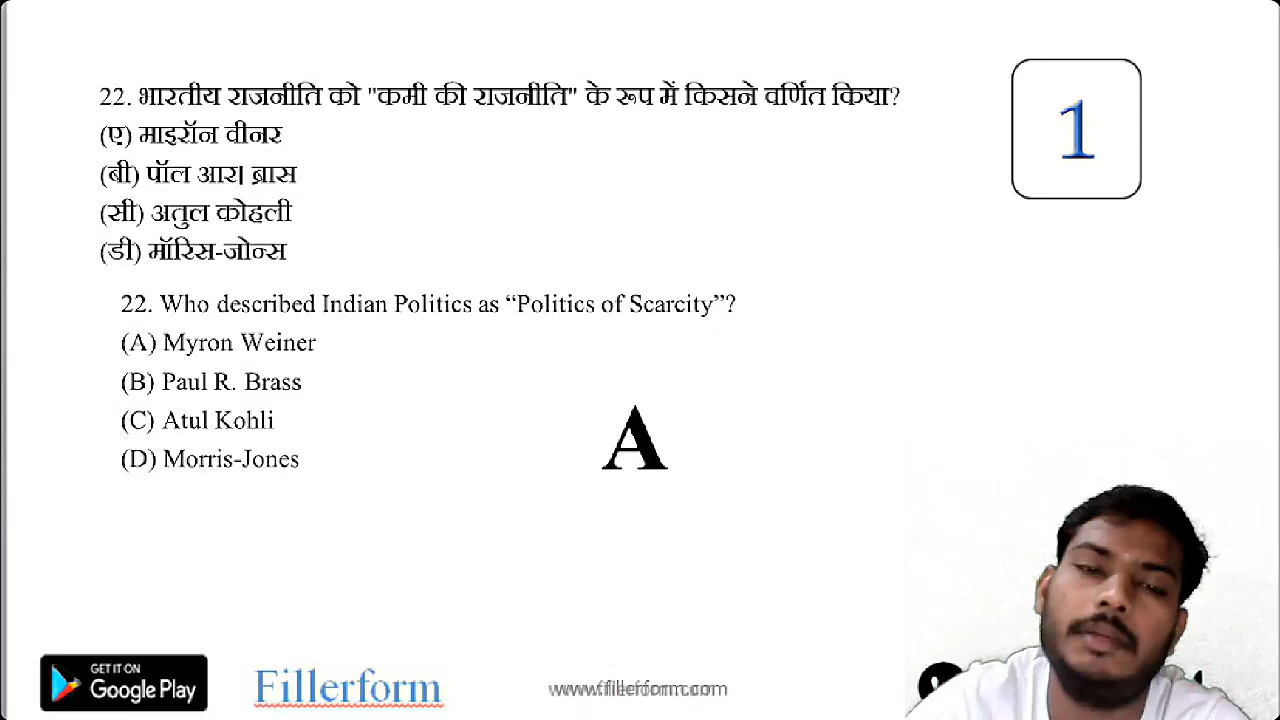 22. भारतीय राजनीति को "कमी की राजनीति" के रूप में किसने वर्णित किया?
(ए) माइरॉन वीनर
(बी) पॉल आर। ब्रास
(सी) अतुल कोहली
(डी) मॉरिस-जोन्स
1
22. Who described Indian Politics as “Politics of Scarcity”?
(A) Myron Weiner
(B) Paul R. Brass
(C) Atul Kohli
(D) Morris-Jones
A
GET IT ON
Google Play
Fillerform
www.fillerform.com